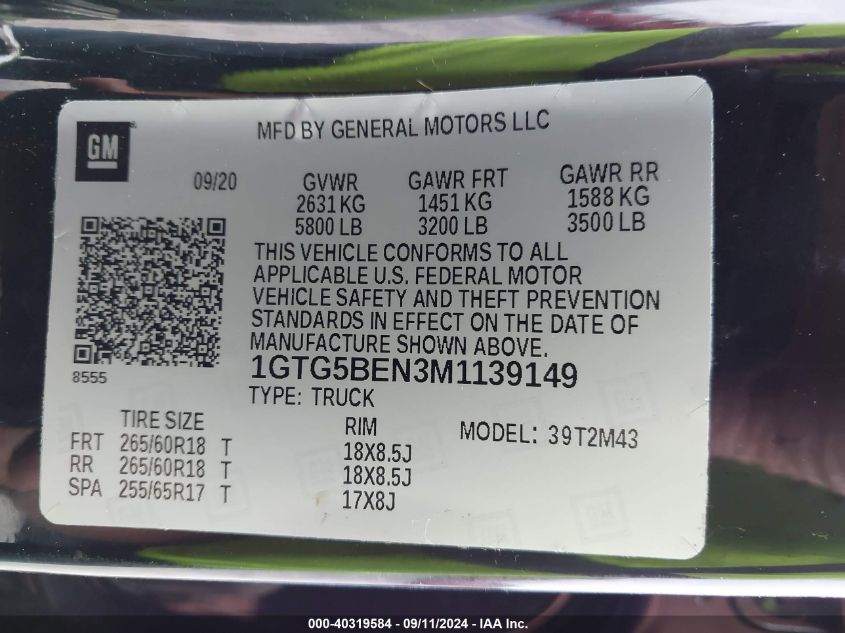 GM
MFD BY GENERAL MOTORS LLC
09/20
GVWR GAWR FRT GAWR RR
2631 KG 1451 KG 1588 KG
5800 LB 3200 LB 3500 LB
THIS VEHICLE CONFORMS TO ALL
APPLICABLE U.S. FEDERAL MOTOR
VEHICLE SAFETY AND THEFT PREVENTION
STANDARDS IN EFFECT ON THE DATE OF
MANUFACTURE SHOWN ABOVE.
8555
1GTG5BEN3M1139149
TYPE: TRUCK
TIRE SIZE RIM MODEL: 39T2M43
FRT 265/60R18 T 18X8.5J
RR 265/60R18 T 18X8.5J
SPA 255/65R17 T 17X8J
000-40319584 - 09/11/2024 - IAA Inc.